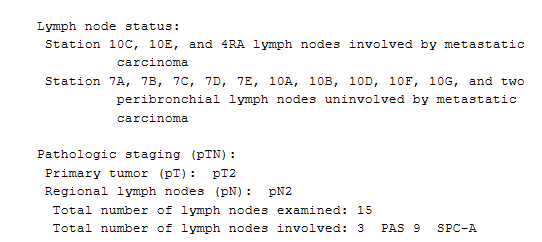 Lymph node status:
Station 10C, 10E, and 4RA lymph nodes involved by metastatic
carcinoma
Station 7A, 7B, 7C, 7D, 7E, 10A, 10B, 10D, 10F, 10G, and two
peribronchial lymph nodes uninvolved by metastatic
carcinoma
Pathologic staging (pTN):
Primary tumor (pT): pT2
Regional lymph nodes (pN): pN2
Total number of lymph nodes examined: 15
Total number of lymph nodes involved: 3 PAS 9 SPC-A